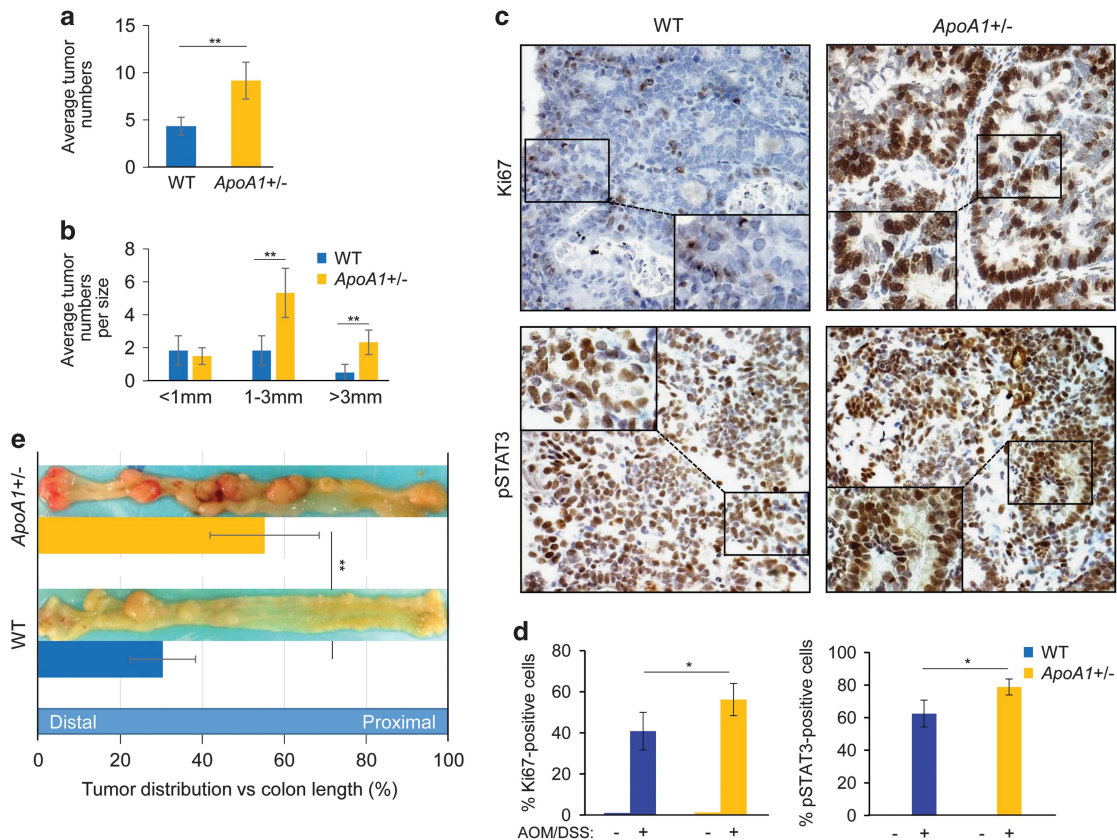 a
15
10
5
0
Average tumor
numbers
**
WT
ApoA1+/-
b
8
6
4
2
0
Average tumor
numbers
per size
**
**
WT
ApoA1+/-
<1mm
1-3mm
>3mm
c
WT
ApoA1+/-
Ki67
pSTAT3
d
80
60
40
20
0
% Ki67-positive cells
*
AOM/DSS:
-
+
-
+
100
80
60
40
20
0
% pSTAT3-positive cells
*
WT
ApoA1+/-
-
+
-
+
e
ApoA1+/-
**
WT
Distal
Proximal
0
20
40
60
80
100
Tumor distribution vs colon length (%)